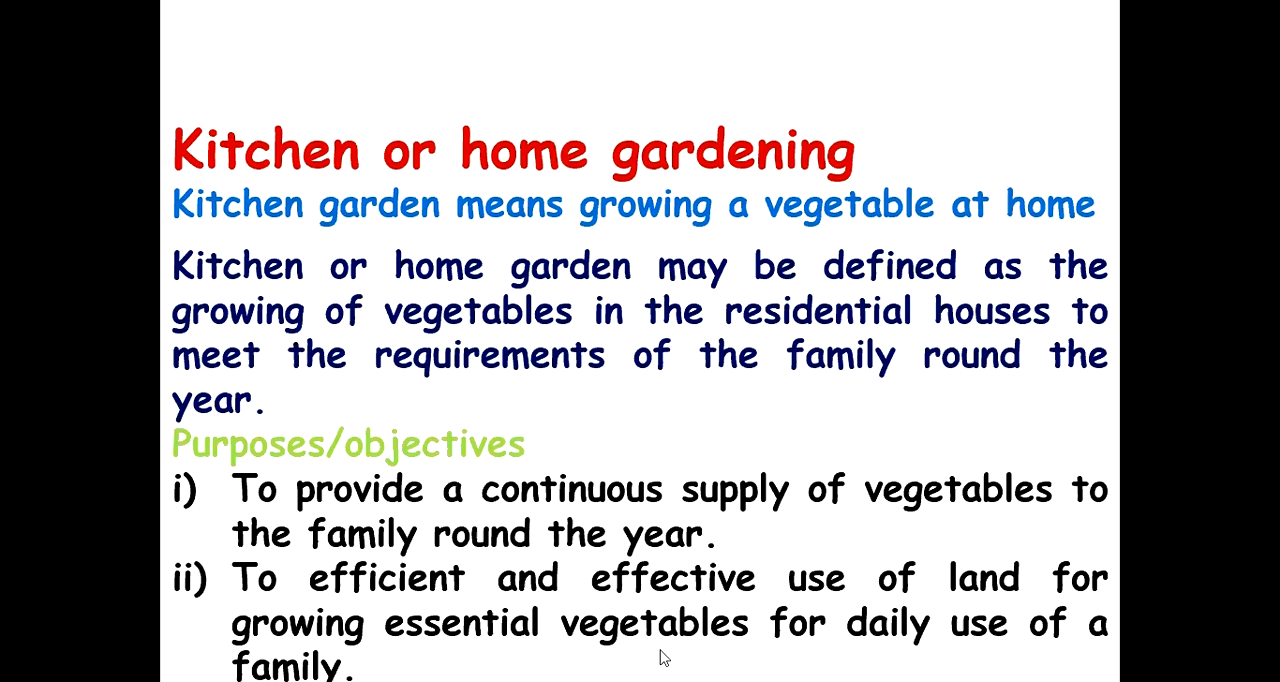 Kitchen or home gardening
Kitchen garden means growing a vegetable at home
Kitchen or home garden may be defined as the
growing of vegetables in the residential houses to
meet the requirements of the family round the
year.
Purposes/objectives
i) To provide a continuous supply of vegetables to
the family round the year.
ii) To efficient and effective use of land for
growing essential vegetables for daily use of a
family.